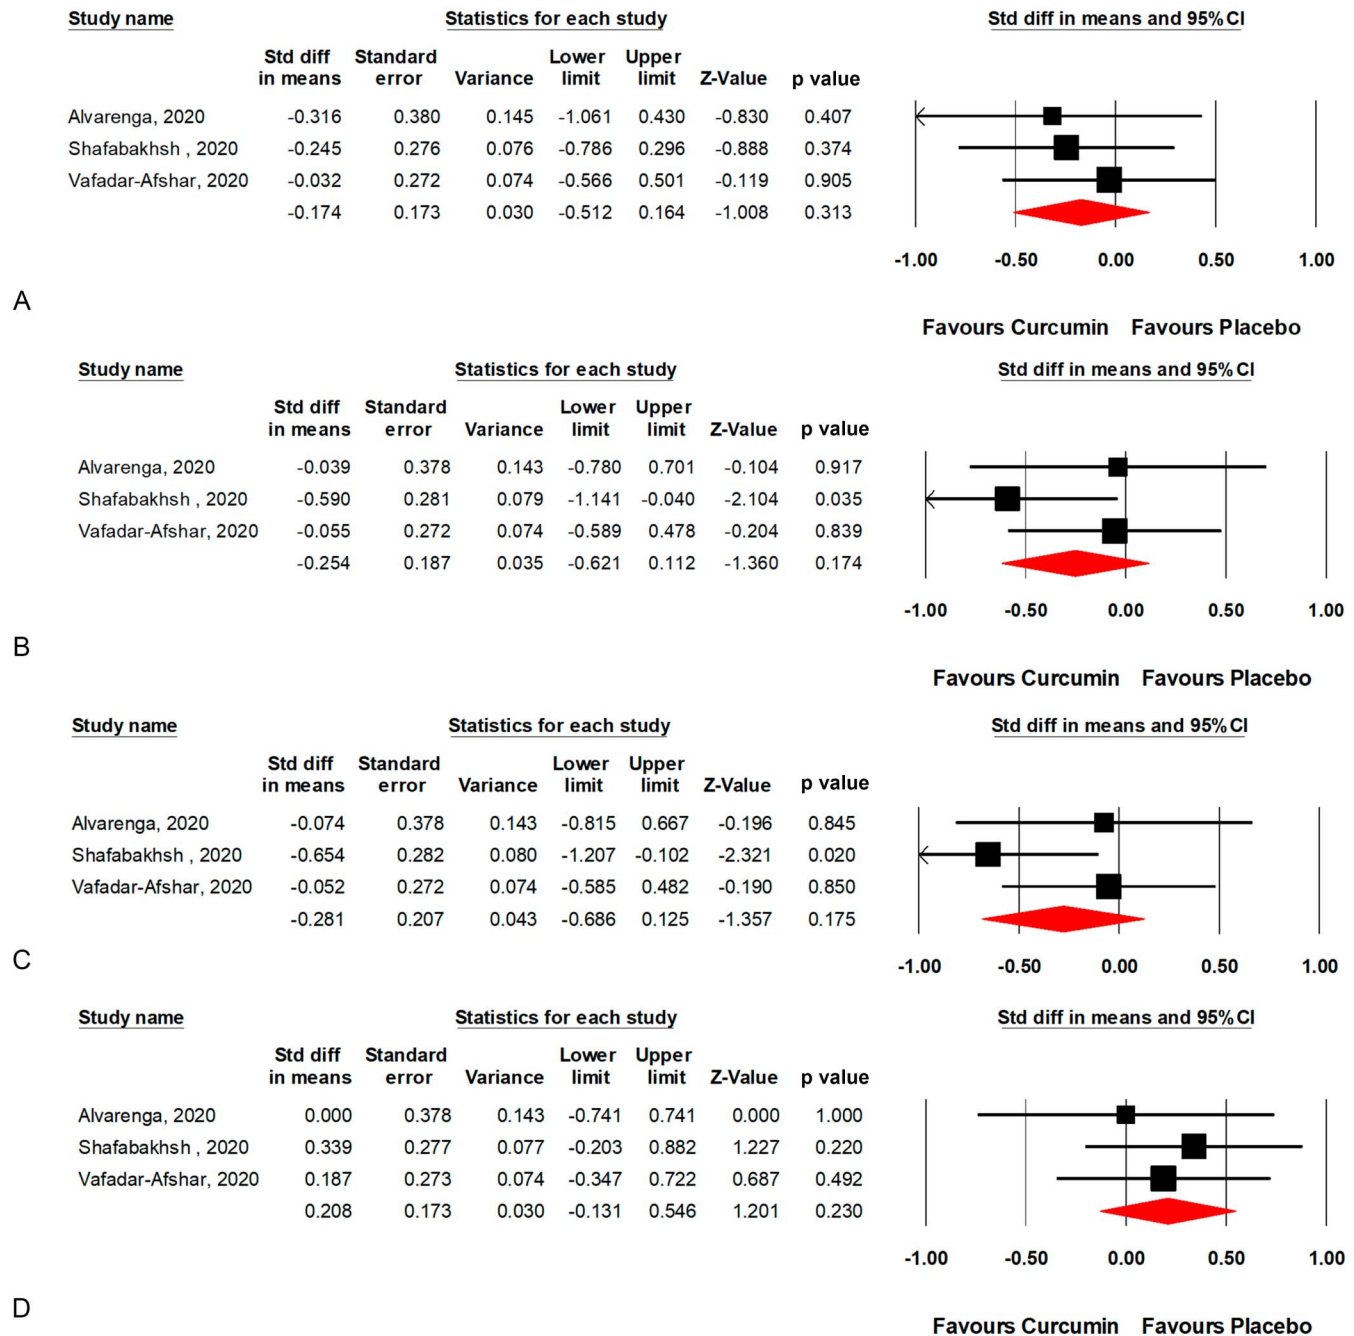 Study name Statistics for each study Std diff in means and 95% CI
Std diff Standard Lower Upper
in means error Variance limit limit Z-Value p value
Alvarenga, 2020 -0.316 0.380 0.145 -1.061 0.430 -0.830 0.407
Shafabakhsh , 2020 -0.245 0.276 0.076 -0.786 0.296 -0.888 0.374
Vafadar-Afshar, 2020 -0.032 0.272 0.074 -0.566 0.501 -0.119 0.905
-0.174 0.173 0.030 -0.512 0.164 -1.008 0.313
-1.00 -0.50 0.00 0.50 1.00
A
Favours Curcumin Favours Placebo
Study name Statistics for each study Std diff in means and 95% CI
Std diff Standard Lower Upper
in means error Variance limit limit Z-Value p value
Alvarenga, 2020 -0.039 0.378 0.143 -0.780 0.701 -0.104 0.917
Shafabakhsh , 2020 -0.590 0.281 0.079 -1.141 -0.040 -2.104 0.035
Vafadar-Afshar, 2020 -0.055 0.272 0.074 -0.589 0.478 -0.204 0.839
-0.254 0.187 0.035 -0.621 0.112 -1.360 0.174
-1.00 -0.50 0.00 0.50 1.00
B
Favours Curcumin Favours Placebo
Study name Statistics for each study Std diff in means and 95% CI
Std diff Standard Lower Upper
in means error Variance limit limit Z-Value p value
Alvarenga, 2020 -0.074 0.378 0.143 -0.815 0.667 -0.196 0.845
Shafabakhsh , 2020 -0.654 0.282 0.080 -1.207 -0.102 -2.321 0.020
Vafadar-Afshar, 2020 -0.052 0.272 0.074 -0.585 0.482 -0.190 0.850
-0.281 0.207 0.043 -0.686 0.125 -1.357 0.175
-1.00 -0.50 0.00 0.50 1.00
C
Study name Statistics for each study Std diff in means and 95% CI
Std diff Standard Lower Upper
in means error Variance limit limit Z-Value p value
Alvarenga, 2020 0.000 0.378 0.143 -0.741 0.741 0.000 1.000
Shafabakhsh , 2020 0.339 0.277 0.077 -0.203 0.882 1.227 0.220
Vafadar-Afshar, 2020 0.187 0.273 0.074 -0.347 0.722 0.687 0.492
0.208 0.173 0.030 -0.131 0.546 1.201 0.230
-1.00 -0.50 0.00 0.50 1.00
D
Favours Curcumin Favours Placebo